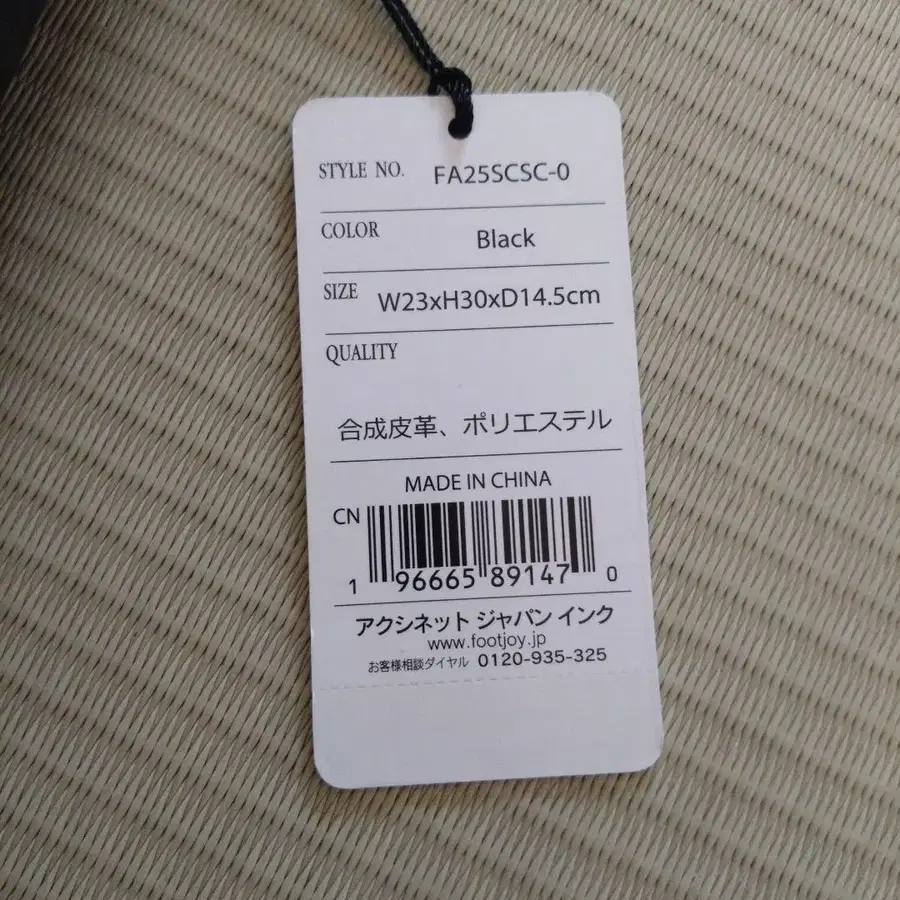 STYLE NO. FA25SCSC-0
COLOR Black
SIZE W23xH30xD14.5cm
QUALITY
合成皮革、ポリエステル
MADE IN CHINA
CN
1 96665 89147 0
アクシネット ジャパン インク
www.footjoy.jp
お客様相談ダイヤル 0120-935-325